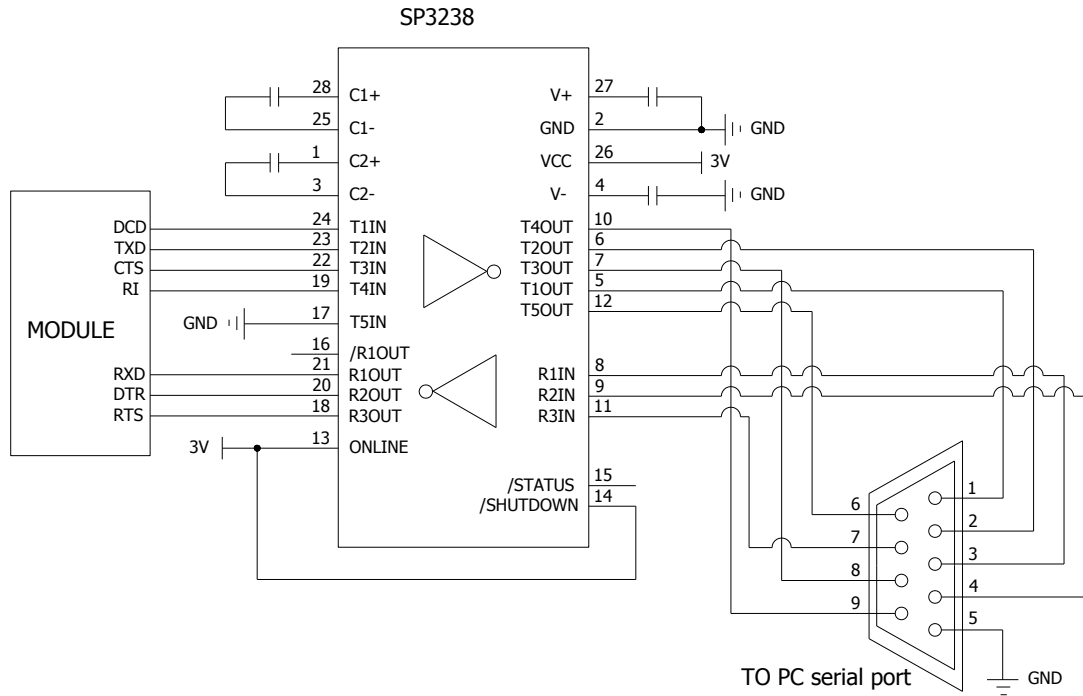 SP3238
28 C1+ V+ 27
25 C1- GND 2 GND
1 C2+ VCC 26 3V
3 C2- V- 4 GND
DCD 24 T1IN T4OUT 10
TXD 23 T2IN T2OUT 6
CTS 22 T3IN T3OUT 7
RI 19 T4IN T1OUT 5
T5OUT 12
GND 17 T5IN
MODULE
16 /R1OUT
RXD 21 R1OUT R1IN 8
DTR 20 R2OUT R2IN 9
RTS 18 R3OUT R3IN 11
3V 13 ONLINE
/STATUS 15
/SHUTDOWN 14
1
6
2
7
3
8
4
9
5
TO PC serial port
GND